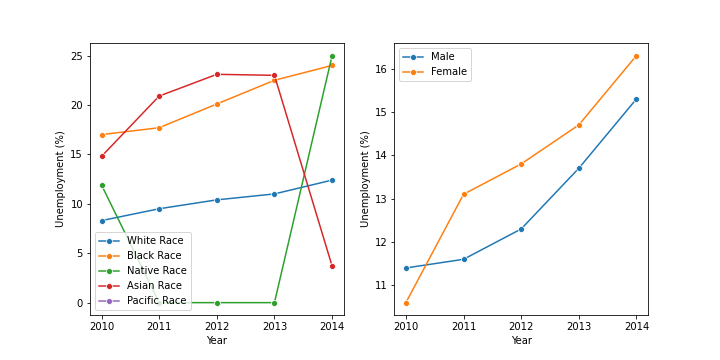 25
20
15
10
5
0
Unemployment (%)
White Race
Black Race
Native Race
Asian Race
Pacific Race
2010 2011 2012 2013 2014
Year
16
15
14
13
12
11
Unemployment (%)
Male
Female
2010 2011 2012 2013 2014
Year